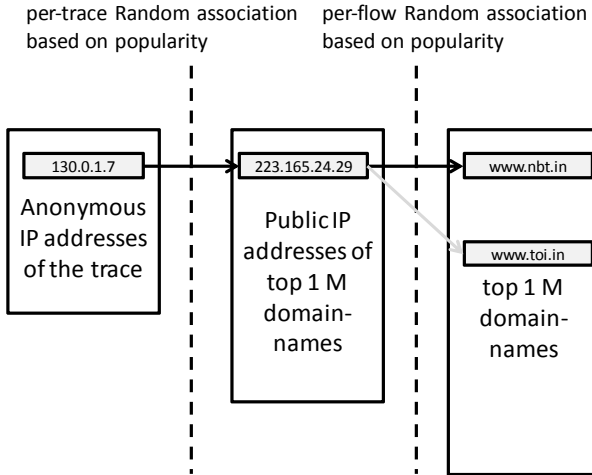 per-trace Random association
based on popularity
per-flow Random association
based on popularity
130.0.1.7
Anonymous
IP addresses
of the trace
223.165.24.29
Public IP
addresses of
top 1 M
domain-
names
www.nbt.in
www.toi.in
top 1 M
domain-
names